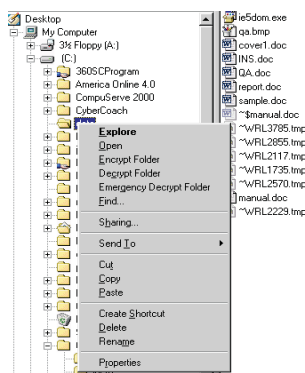 Desktop
My Computer
3½ Floppy (A:)
(C:)
360SCProgram
America Online 4.0
CompuServe 2000
CyberCoach
Explore
Open
Encrypt Folder
Decrypt Folder
Emergency Decrypt Folder
Find...
Sharing...
Send To
Cut
Copy
Paste
Create Shortcut
Delete
Rename
Properties
ie5dom.exe
qa.bmp
cover1.doc
INS.doc
QA.doc
report.doc
sample.doc
~$manual.doc
~WRL3785.tmp
~WRL2855.tmp
~WRL2117.tmp
~WRL1735.tmp
~WRL2570.tmp
manual.doc
~WRL2229.tmp